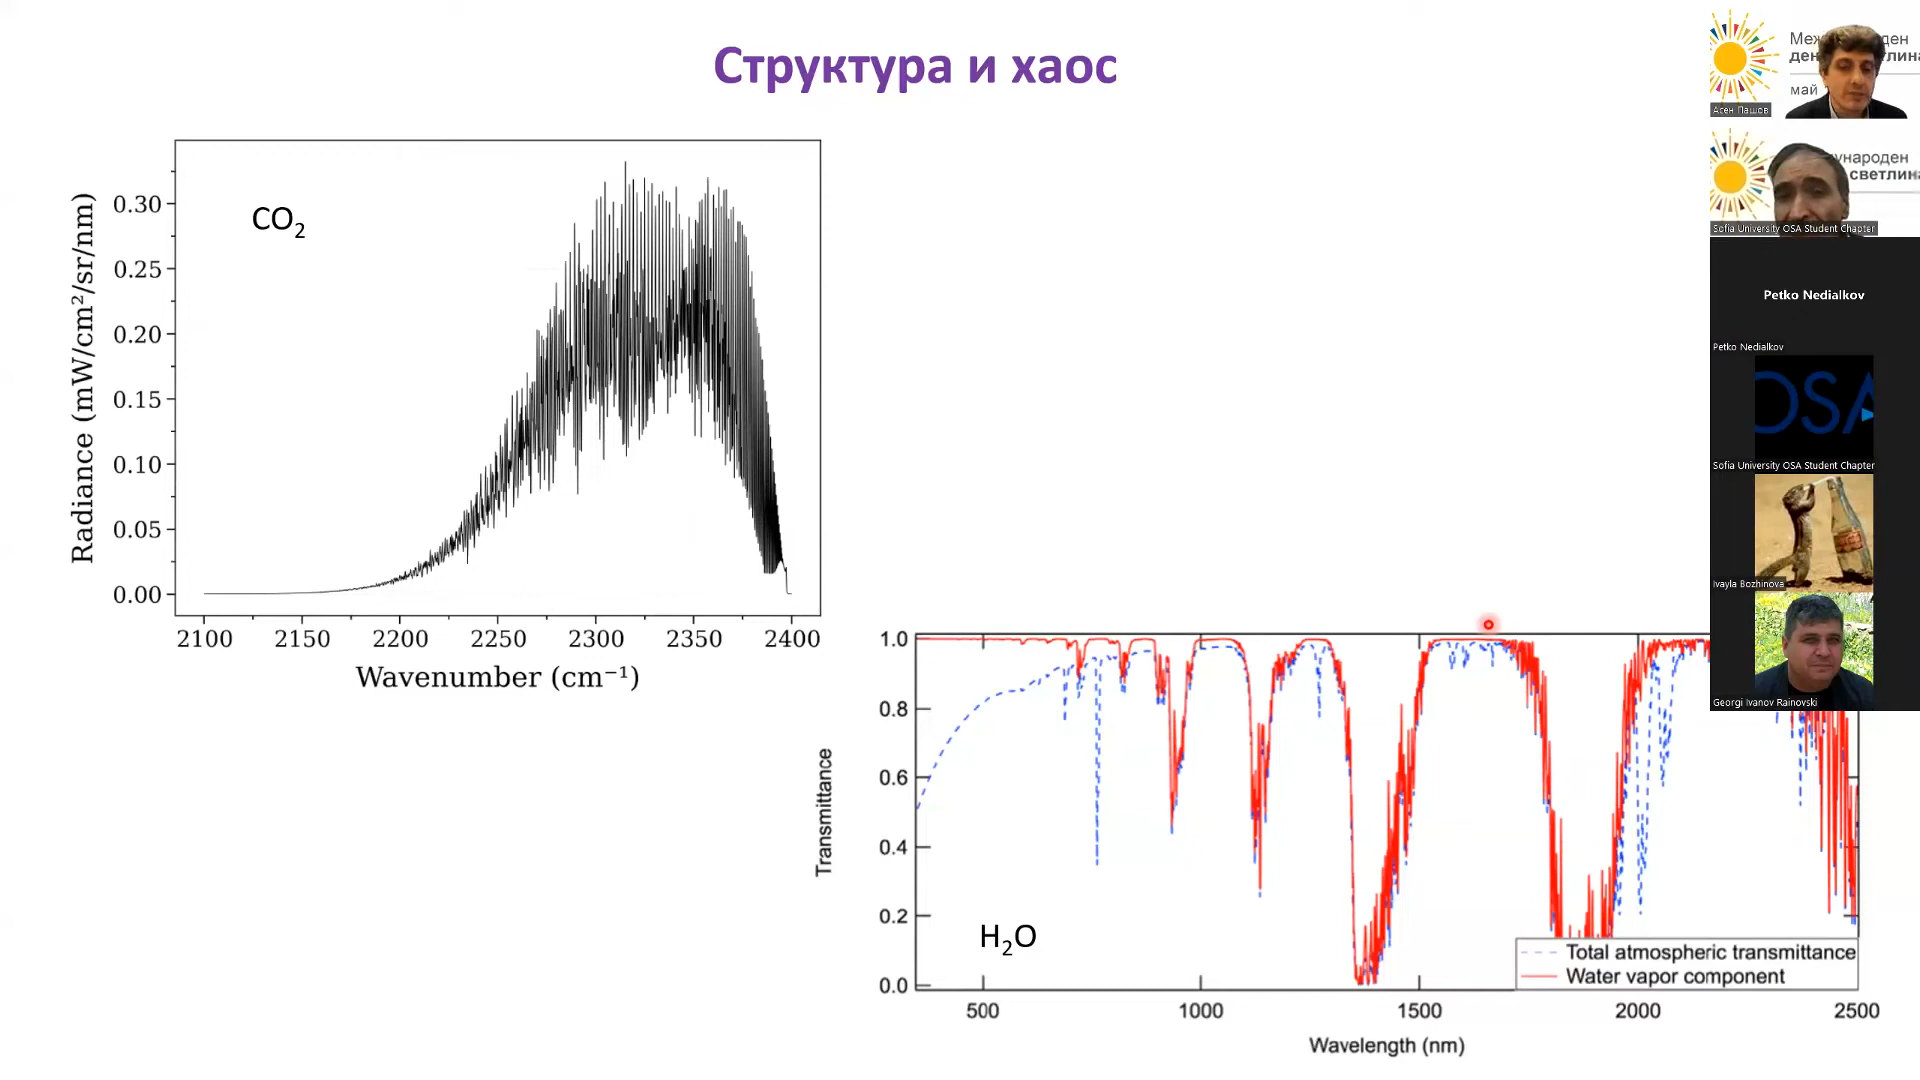 Структура и хаос
CO2
Radiance (mW/cm²/sr/nm)
0.30
0.25
0.20
0.15
0.10
0.05
0.00
2100 2150 2200 2250 2300 2350 2400
Wavenumber (cm⁻¹)
Transmittance
1.0
0.8
0.6
0.4
0.2
0.0
H2O
Total atmospheric transmittance
Water vapor component
500 1000 1500 2000 2500
Wavelength (nm)
май
Асен Пашов
светлина
Sofia University OSA Student Chapter
Petko Nedialkov
Petko Nedialkov
OSA
Sofia University OSA Student Chapter
Ivayla Bozhinova
Georgi Ivanov Rainovski